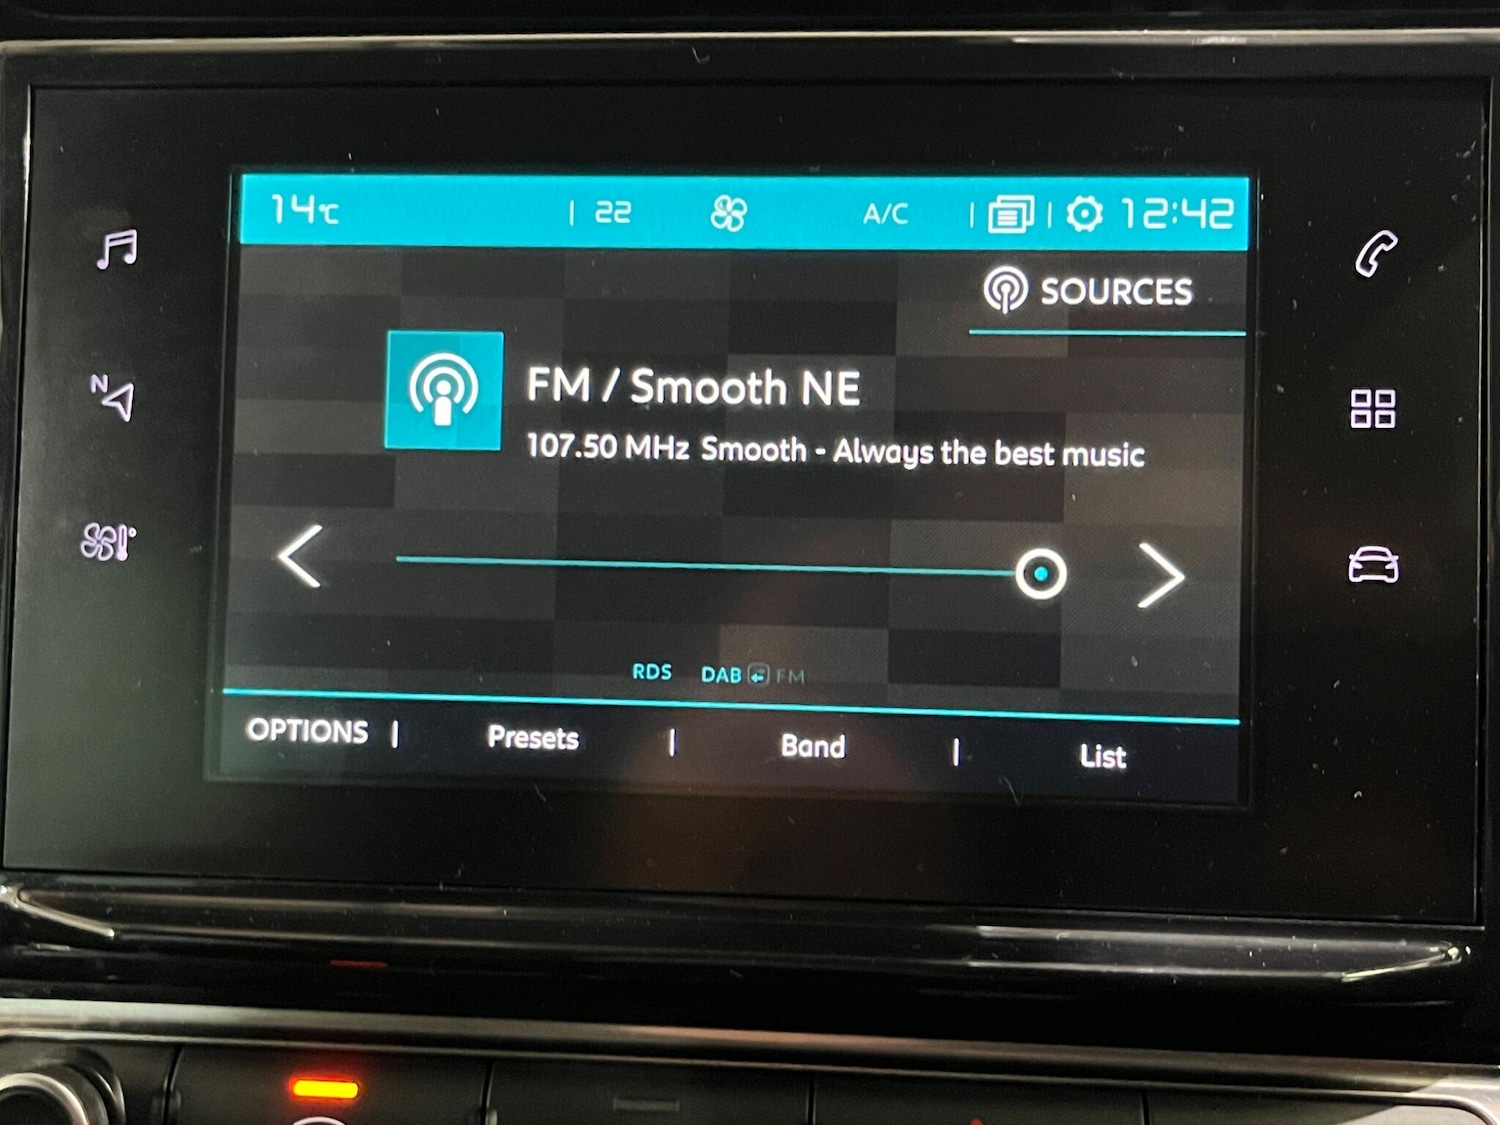 14°C | 22 A/C | | 12:42
SOURCES
FM / Smooth NE
107.50 MHz Smooth - Always the best music
N
RDS DAB FM
OPTIONS | Presets | Band | List